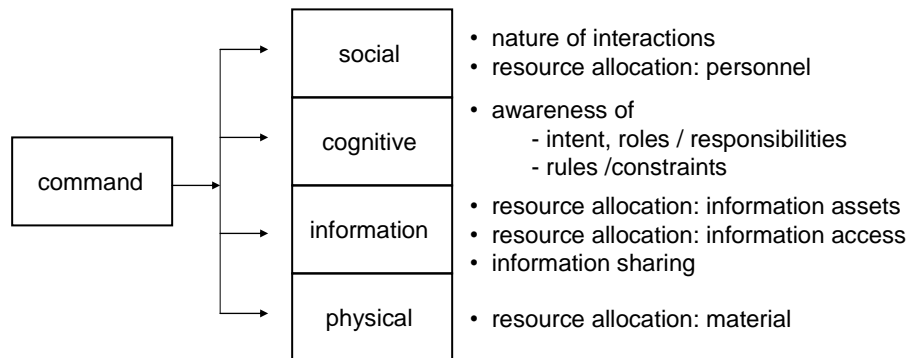 command
social
• nature of interactions
• resource allocation: personnel
cognitive
• awareness of
- intent, roles / responsibilities
- rules /constraints
information
• resource allocation: information assets
• resource allocation: information access
• information sharing
physical
• resource allocation: material